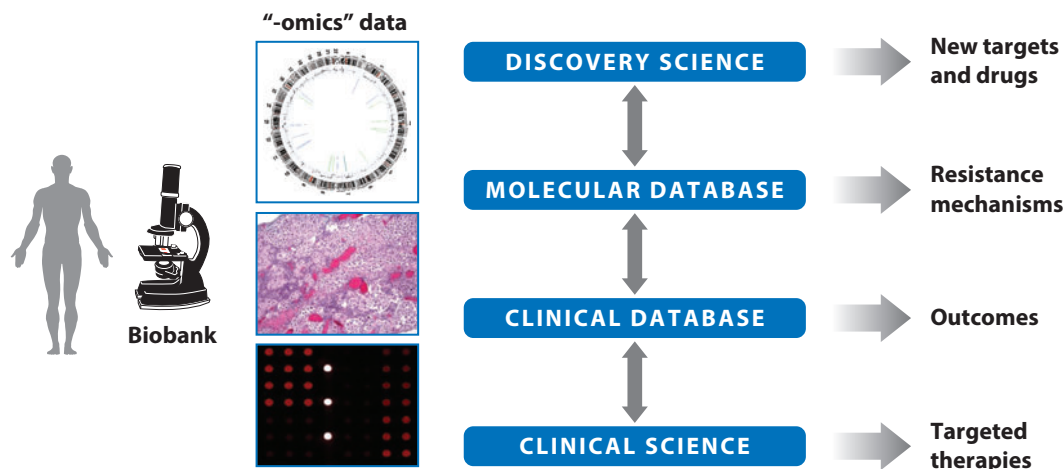 “-omics” data
Biobank
DISCOVERY SCIENCE
New targets
and drugs
MOLECULAR DATABASE
Resistance
mechanisms
CLINICAL DATABASE
Outcomes
CLINICAL SCIENCE
Targeted
therapies